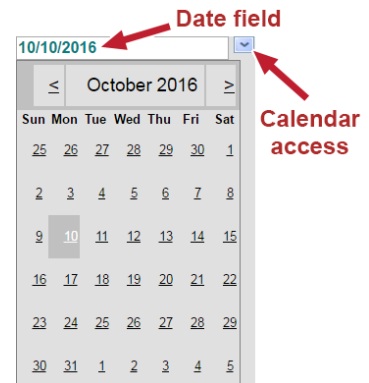 Date field
10/10/2016
< October 2016 >
Calendar access
Sun Mon Tue Wed Thu Fri Sat
25 26 27 28 29 30 1
2 3 4 5 6 7 8
9 10 11 12 13 14 15
16 17 18 19 20 21 22
23 24 25 26 27 28 29
30 31 1 2 3 4 5